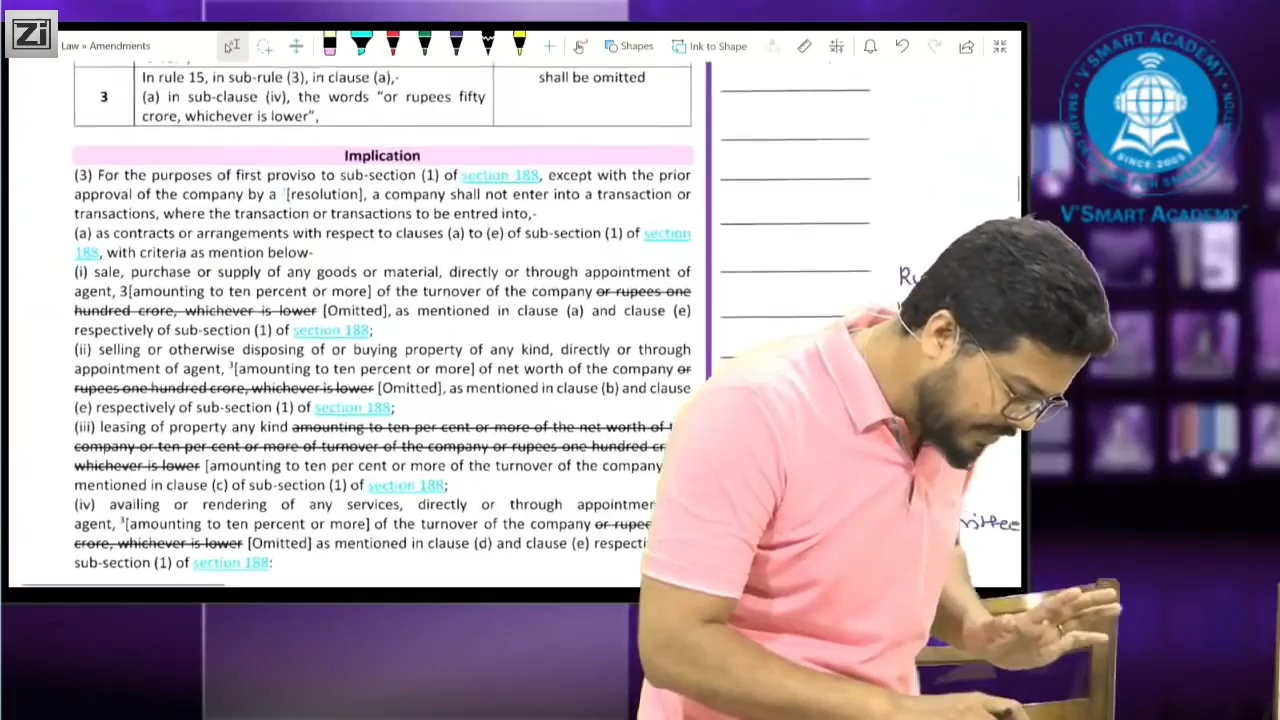 Zi
Law » Amendments
Shapes
Ink to Shape
3
In rule 15, in sub-rule (3), in clause (a),-
(a) in sub-clause (iv), the words "or rupees fifty
crore, whichever is lower",
shall be omitted
Implication
(3) For the purposes of first proviso to sub-section (1) of section 188, except with the prior
approval of the company by a [resolution], a company shall not enter into a transaction or
transactions, where the transaction or transactions to be entred into,-
(a) as contracts or arrangements with respect to clauses (a) to (e) of sub-section (1) of section
188, with criteria as mention below-
(i) sale, purchase or supply of any goods or material, directly or through appointment of
agent, 3[amounting to ten percent or more] of the turnover of the company or rupees one
hundred crore, whichever is lower [Omitted], as mentioned in clause (a) and clause (e)
respectively of sub-section (1) of section 188;
(ii) selling or otherwise disposing of or buying property of any kind, directly or through
appointment of agent, ³[amounting to ten percent or more] of net worth of the company or
rupees one hundred crore, whichever is lower [Omitted], as mentioned in clause (b) and clause
(e) respectively of sub-section (1) of section 188;
(iii) leasing of property any kind amounting to ten per cent or more of the net worth of
company or ten per cent or more of turnover of the company or rupees one hundred
whichever is lower [amounting to ten per cent or more of the turnover of the company
mentioned in clause (c) of sub-section (1) of section 188;
(iv) availing or rendering of any services, directly or through
agent, ³[amounting to ten percent or more] of the turnover of the company or
crore, whichever is lower [Omitted] as mentioned in clause (d) and clause (e)
sub-section (1) of section 188:
V'SMART ACADEMY
SINCE 2008
V'SMART ACADEMY